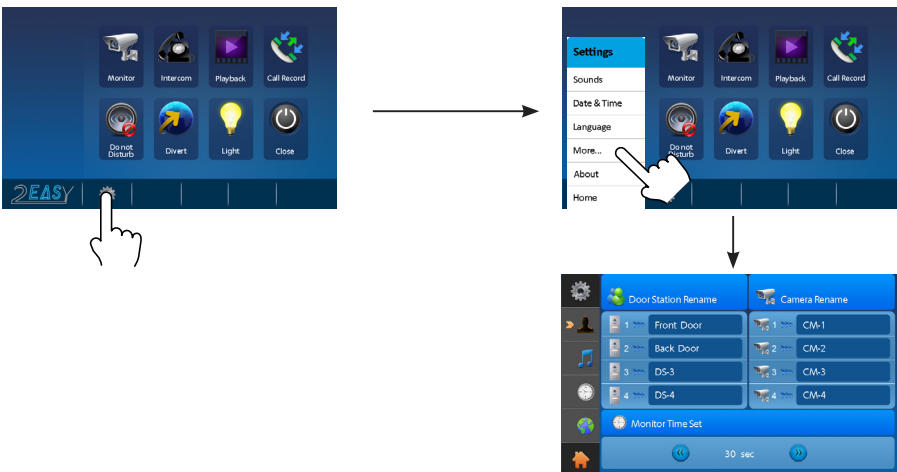 Monitor Intercom Playback Call Record
Do not
Disturb Divert Light Close
2EASY
Settings
Sounds
Date & Time
Language
More...
About
Home
Monitor Intercom Playback Call Record
Do not
Disturb Divert Light Close
Door Station Rename Camera Rename
1 Front Door 1 CM-1
2 Back Door 2 CM-2
3 DS-3 3 CM-3
4 DS-4 4 CM-4
Monitor Time Set
30 sec